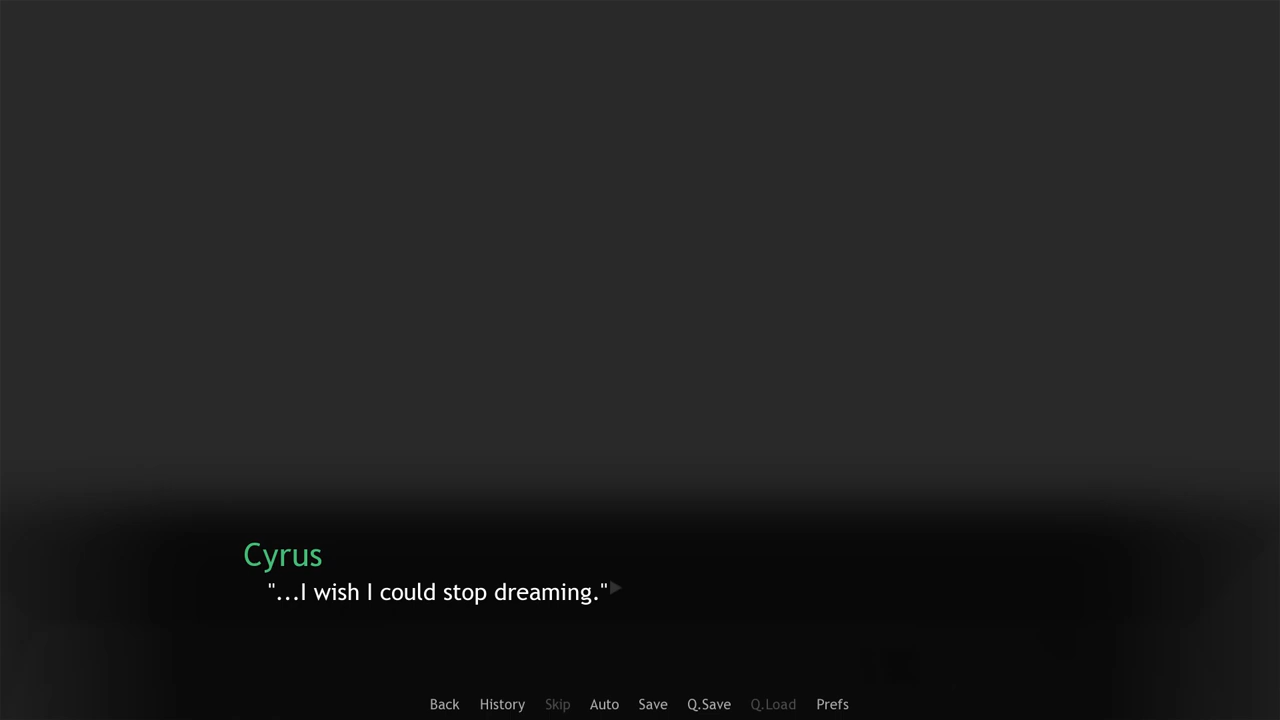 Cyrus
"...I wish I could stop dreaming."
Back History Skip Auto Save Q.Save Q.Load Prefs